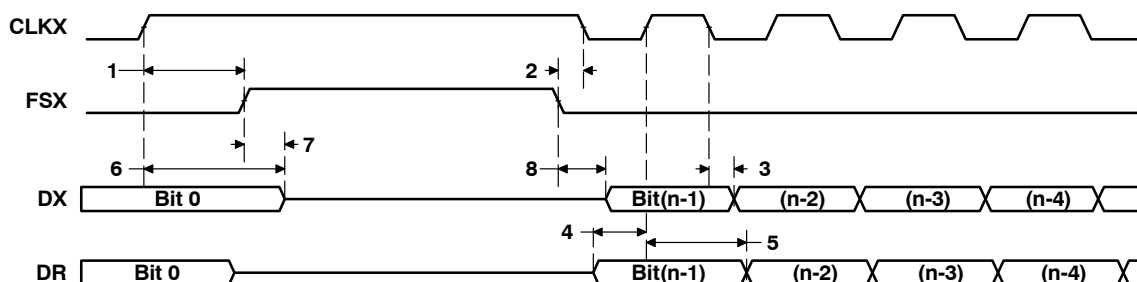 CLKX
1 2
FSX
7
6 8 3
DX Bit 0 Bit(n-1) (n-2) (n-3) (n-4)
4 5
DR Bit 0 Bit(n-1) (n-2) (n-3) (n-4)